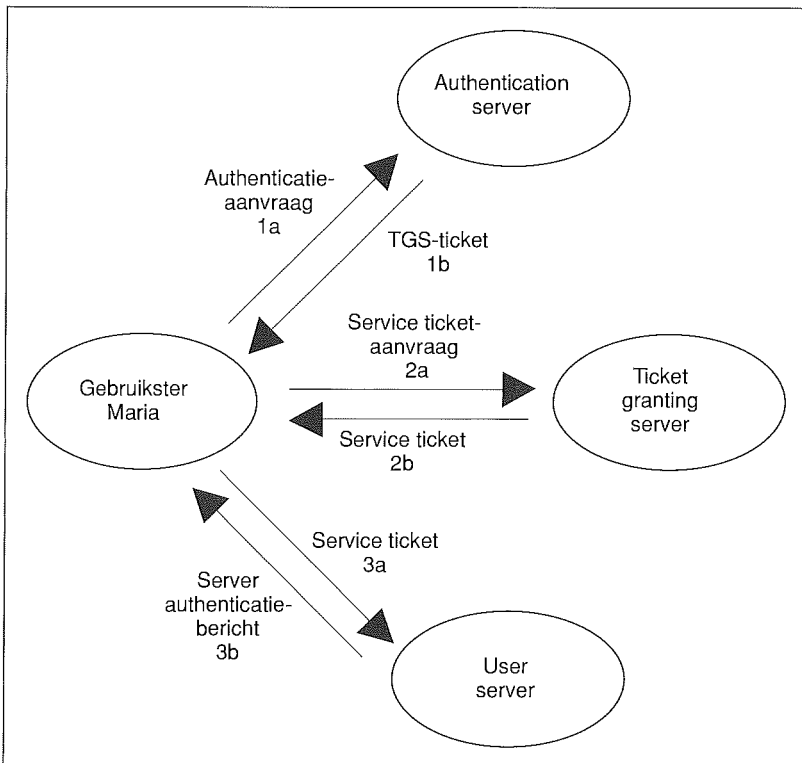 Authentication
server
Authenticatie-
aanvraag
1a
TGS-ticket
1b
Service ticket-
aanvraag
2a
Gebruikster
Maria
Ticket
granting
server
Service ticket
2b
Service ticket
3a
Server
authenticatie-
bericht
3b
User
server